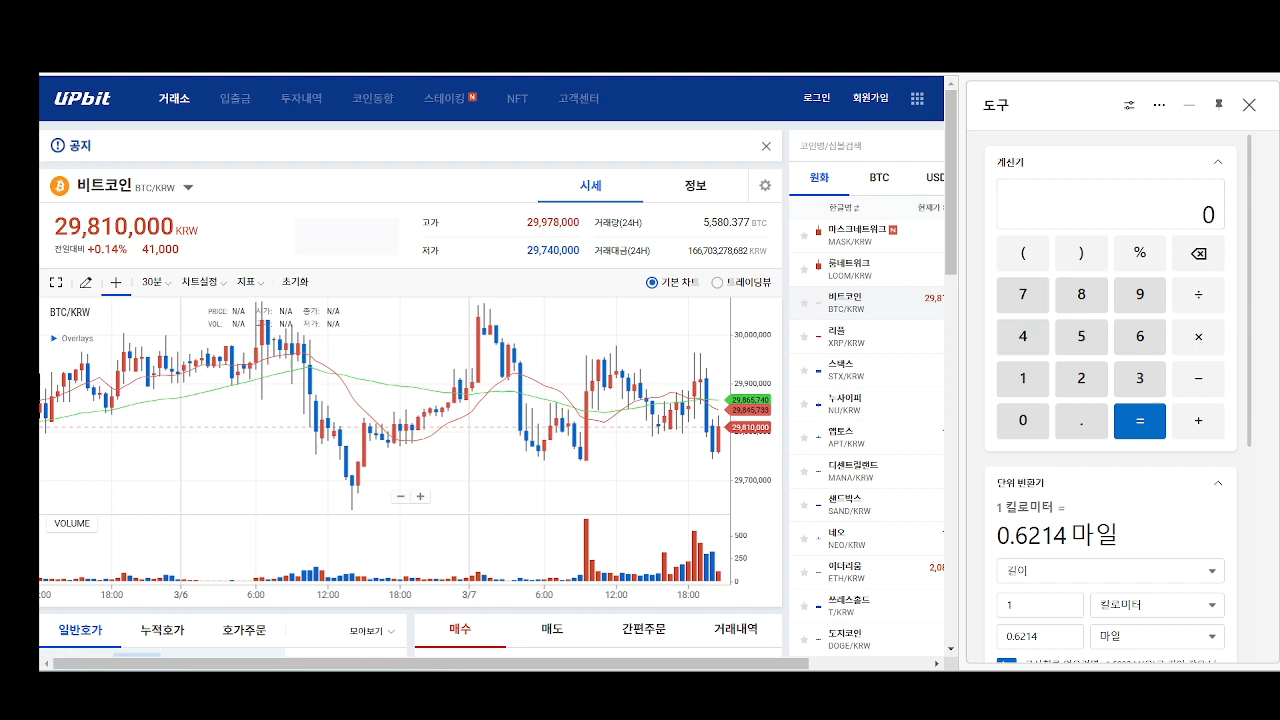 UPbit 거래소 입출금 투자내역 코인동향 스테이킹 N NFT 고객센터 로그인 회원가입
공지
비트코인 BTC/KRW
시세 정보
29,810,000 KRW
전일대비 +0.14% 41,000
고가 29,978,000 거래량(24H) 5,580.377 BTC
저가 29,740,000 거래대금(24H) 166,703,278,682 KRW
30분 차트설정 지표 초기화 기본 차트 트레이딩뷰
BTC/KRW
PRICE: N/A N/A 종가: N/A
VOL: N/A N/A 저가: N/A
Overlays
30,000,000
29,900,000
29,865,740
29,845,733
29,810,000
29,700,000
VOLUME
500
250
0
18:00 3/6 6:00 12:00 18:00 3/7 6:00 12:00 18:00
일반호가 누적호가 호가주문 모아보기
매수 매도 간편주문 거래내역
코인명/심볼검색
원화 BTC USD
한글명 현재가
마스크네트워크 N
MASK/KRW
룸네트워크
LOOM/KRW
비트코인 29,81
BTC/KRW
리플
XRP/KRW
스택스
STX/KRW
누사이퍼
NU/KRW
앱토스
APT/KRW
디센트럴랜드
MANA/KRW
샌드박스
SAND/KRW
네오
NEO/KRW
이더리움 2,08
ETH/KRW
쓰레스홀드
T/KRW
도지코인
DOGE/KRW
도구
계산기
0
( ) %
7 8 9 ÷
4 5 6 ×
1 2 3 −
0 . = +
단위 변환기
1 킬로미터 =
0.6214 마일
길이
1 킬로미터
0.6214 마일